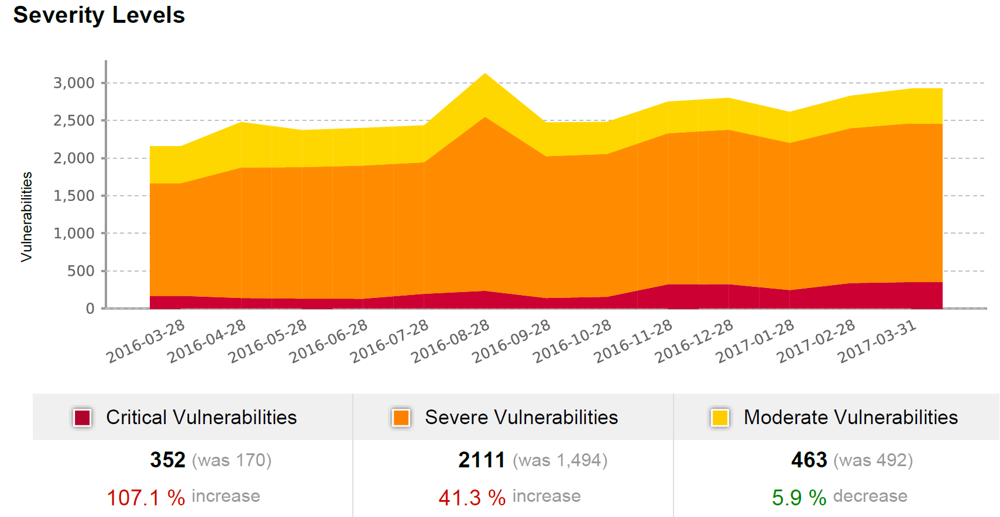 Severity Levels
3,000
2,500
2,000
1,500
1,000
500
0
Vulnerabilities
2016-03-28
2016-04-28
2016-05-28
2016-06-28
2016-07-28
2016-08-28
2016-09-28
2016-10-28
2016-11-28
2016-12-28
2017-01-28
2017-02-28
2017-03-31
Critical Vulnerabilities
352 (was 170)
107.1 % increase
Severe Vulnerabilities
2111 (was 1,494)
41.3 % increase
Moderate Vulnerabilities
463 (was 492)
5.9 % decrease